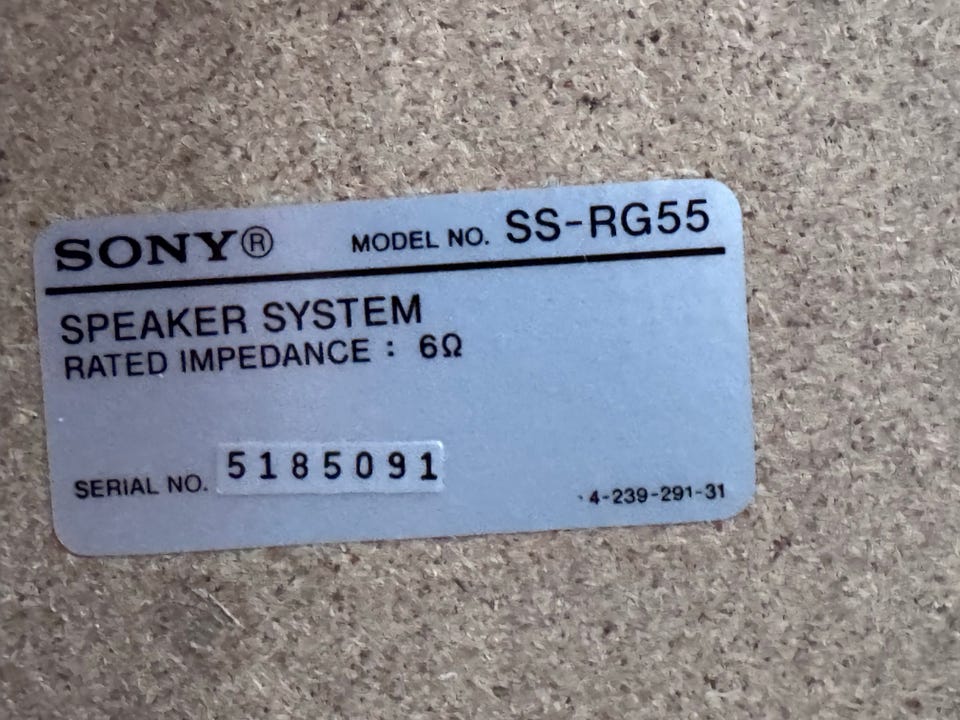 SONY® MODEL NO. SS-RG55
SPEAKER SYSTEM
RATED IMPEDANCE : 6Ω
SERIAL NO. 5185091
4-239-291-31